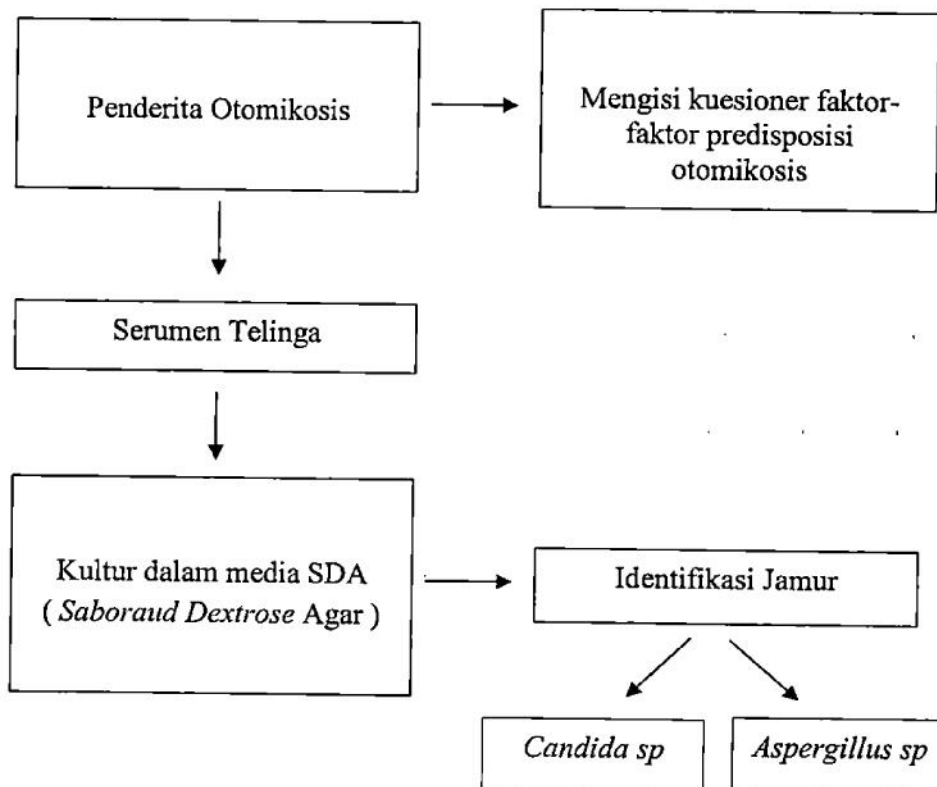 Penderita Otomikosis
Mengisi kuesioner faktor-
faktor predisposisi
otomikosis
Serumen Telinga
Kultur dalam media SDA
( Saboraud Dextrose Agar )
Identifikasi Jamur
Candida sp
Aspergillus sp